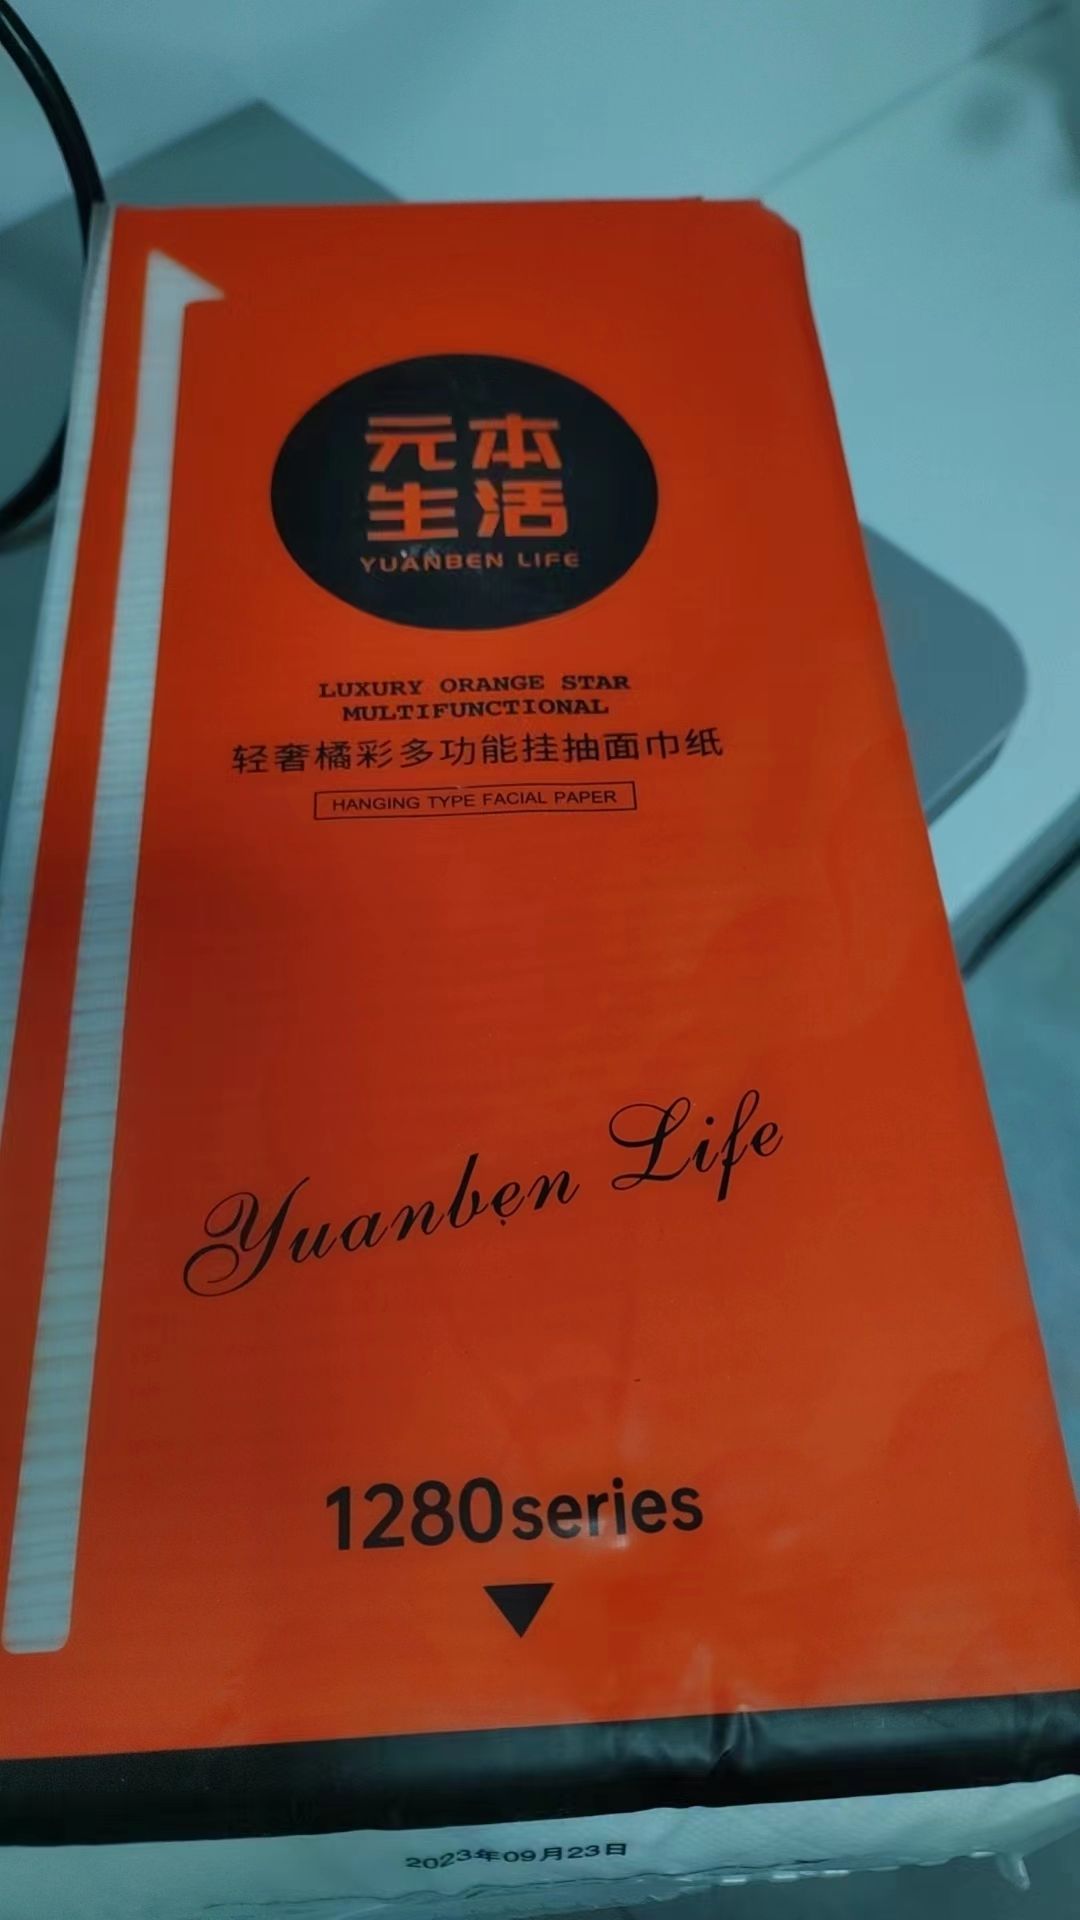 元本
生活
YUANBEN LIFE
LUXURY ORANGE STAR
MULTIFUNCTIONAL
轻奢橘彩多功能挂抽面巾纸
HANGING TYPE FACIAL PAPER
Yuanben Life
1280series
2023年09月23日